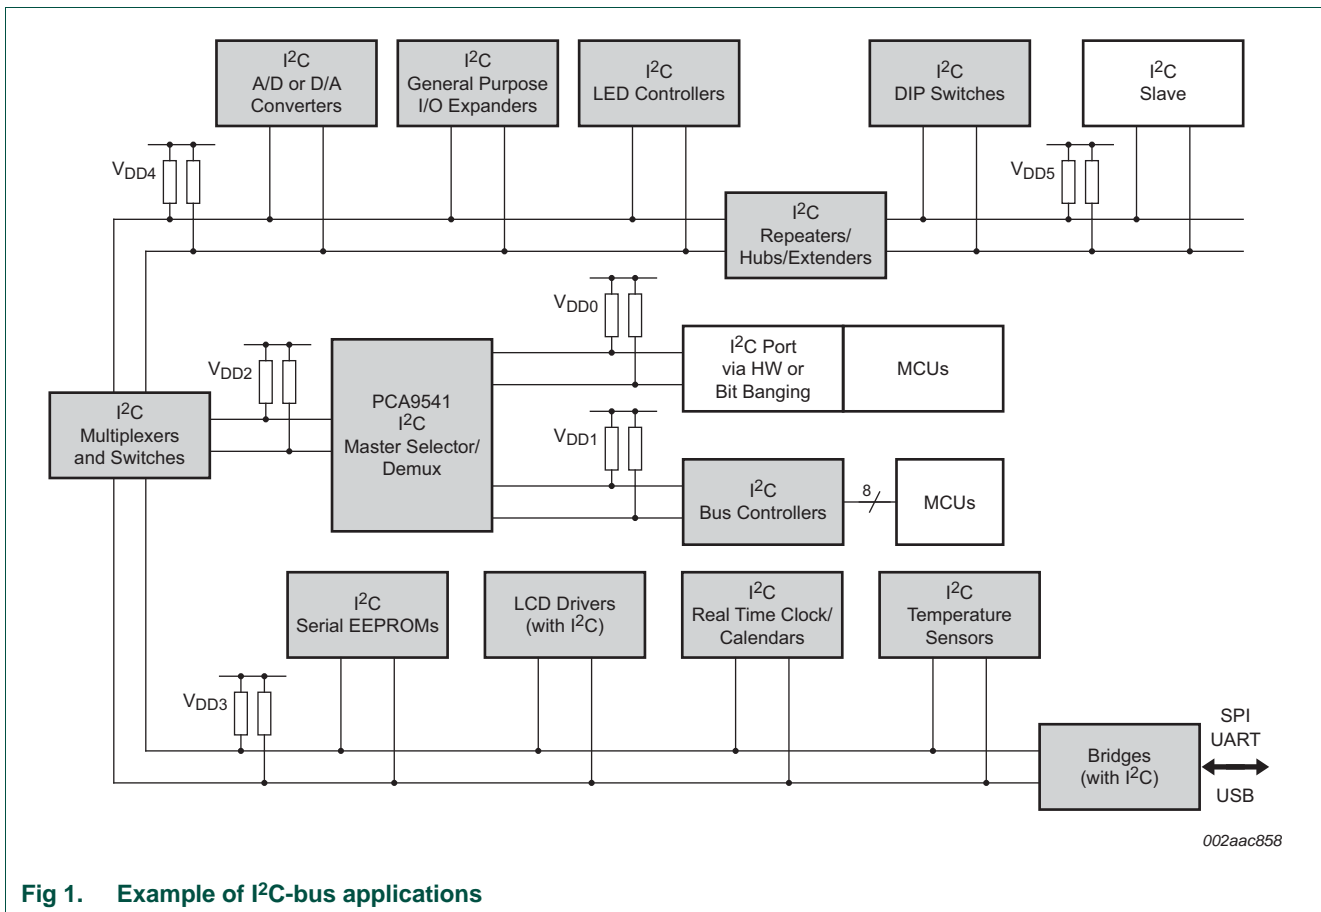 I2C
A/D or D/A
Converters
I2C
General Purpose
I/O Expanders
I2C
LED Controllers
I2C
DIP Switches
I2C
Slave
VDD4
VDD5
I2C
Repeaters/
Hubs/Extenders
VDD0
VDD2
I2C Port
via HW or
Bit Banging
MCUs
PCA9541
I2C
Master Selector/
Demux
I2C
Multiplexers
and Switches
VDD1
I2C
Bus Controllers
8
MCUs
I2C
Serial EEPROMs
LCD Drivers
(with I2C)
I2C
Real Time Clock/
Calendars
I2C
Temperature
Sensors
VDD3
Bridges
(with I2C)
SPI
UART
USB
002aac858
Fig 1. Example of I2C-bus applications